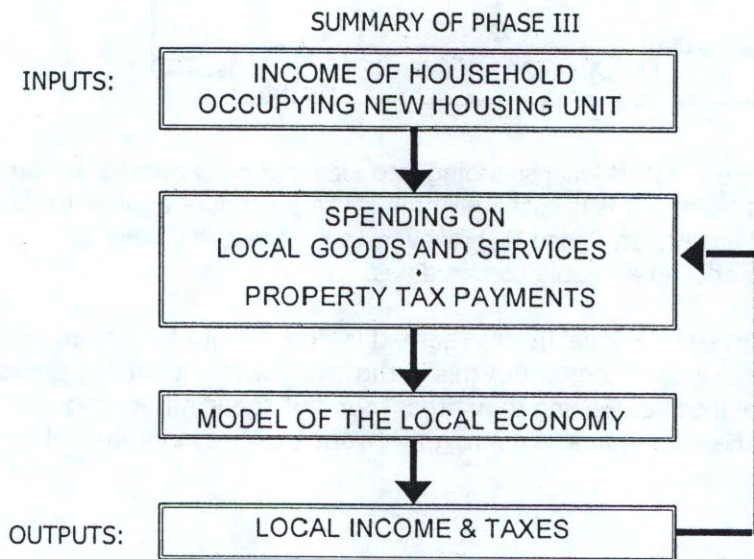 SUMMARY OF PHASE III
INPUTS:
INCOME OF HOUSEHOLD
OCCUPYING NEW HOUSING UNIT
SPENDING ON
LOCAL GOODS AND SERVICES
·
PROPERTY TAX PAYMENTS
MODEL OF THE LOCAL ECONOMY
OUTPUTS:
LOCAL INCOME & TAXES